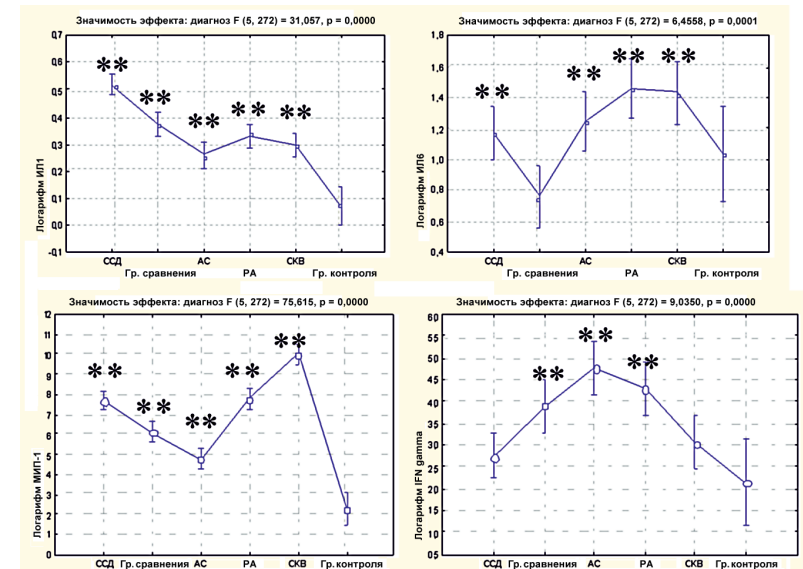 Значимость эффекта: диагноз F (5, 272) = 31,057, p = 0,0000
Логарифм ИЛ1
0,7
0,6
0,5
0,4
0,3
0,2
0,1
0,0
-0,1
** ** ** ** **
ССД Гр. сравнения АС РА СКВ Гр. контроля
Значимость эффекта: диагноз F (5, 272) = 6,4558, p = 0,0001
Логарифм ИЛ6
1,8
1,6
1,4
1,2
1,0
0,8
0,6
0,4
** ** ** **
ССД Гр. сравнения АС РА СКВ Гр. контроля
Значимость эффекта: диагноз F (5, 272) = 75,615, p = 0,0000
Логарифм МИП-1
12
11
10
9
8
7
6
5
4
3
2
1
0
** ** ** ** **
ССД Гр. сравнения АС РА СКВ Гр. контроля
Значимость эффекта: диагноз F (5, 272) = 9,0350, p = 0,0000
Логарифм IFN gamma
60
55
50
45
40
35
30
25
20
15
10
05
** ** **
ССД Гр. сравнения АС РА СКВ Гр. контроля